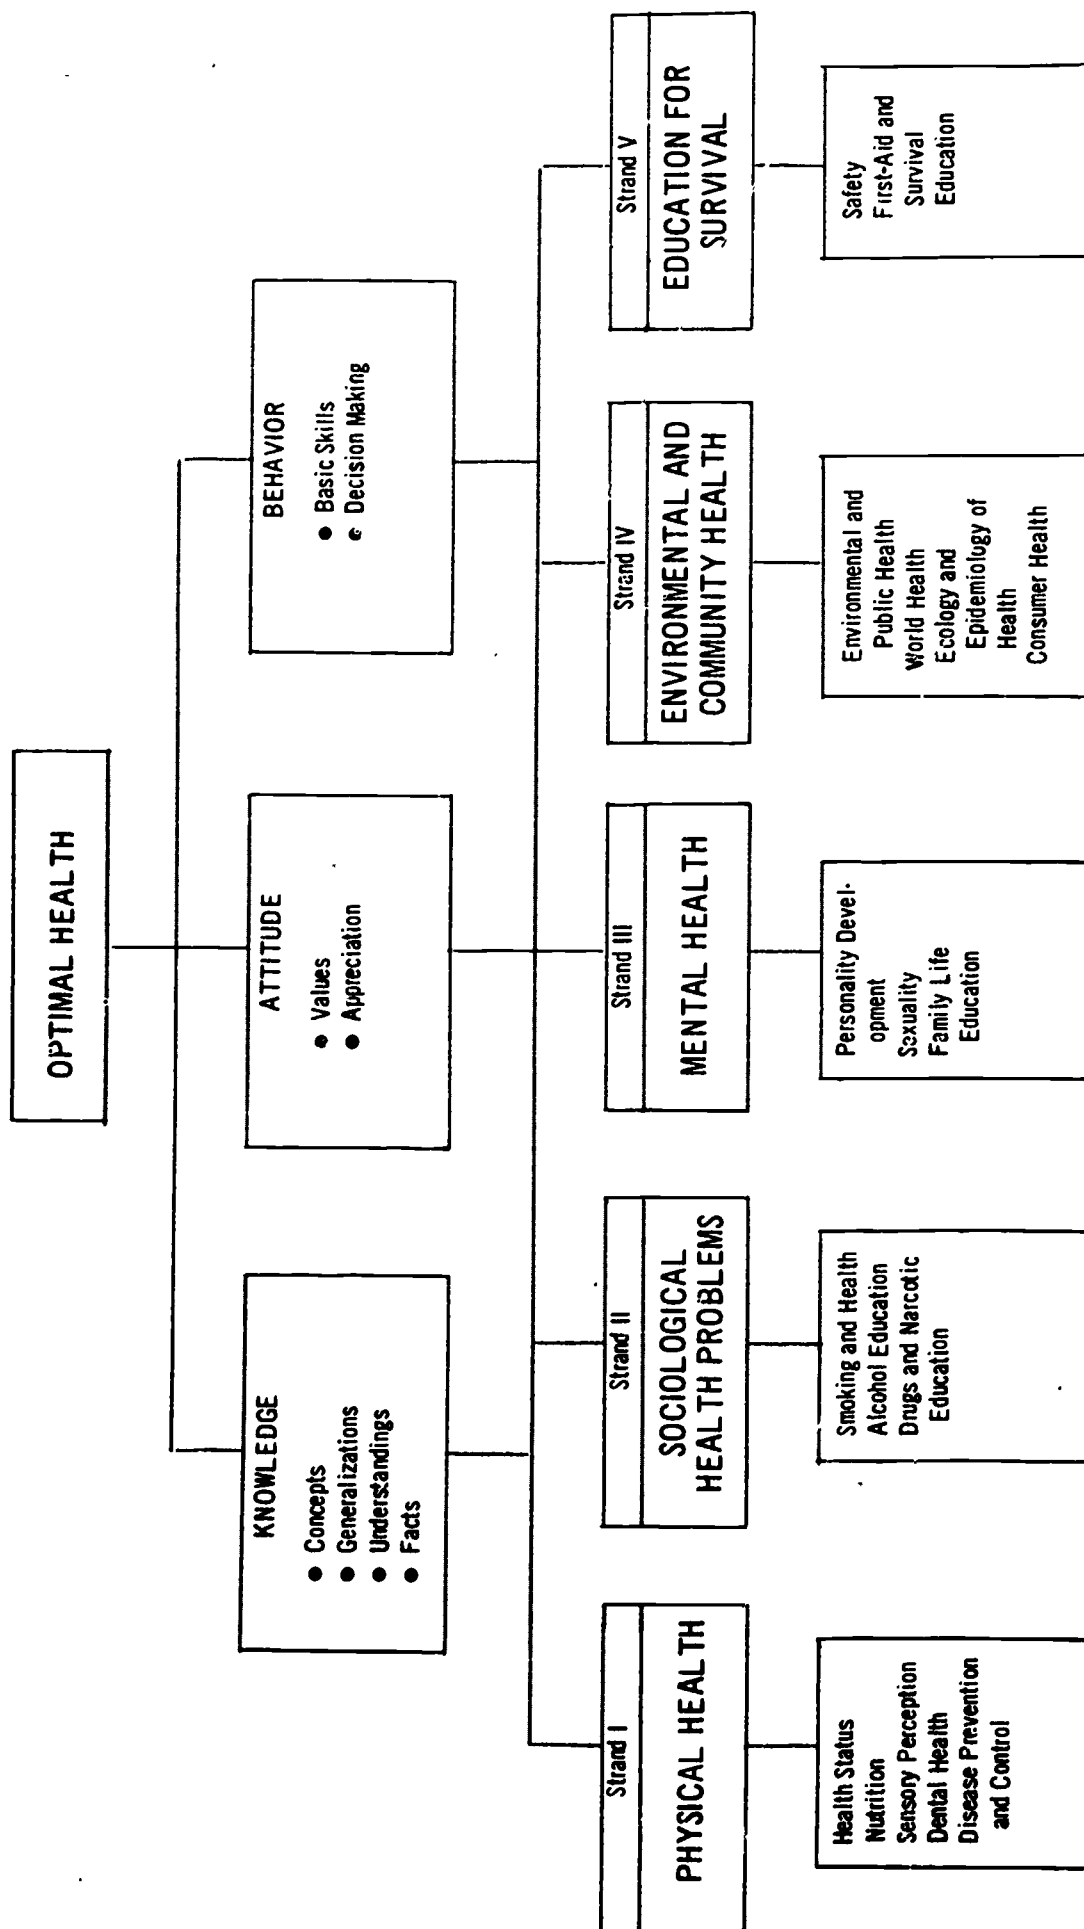 OPTIMAL HEALTH
KNOWLEDGE
● Concepts
● Generalizations
● Understandings
● Facts
ATTITUDE
● Values
● Appreciation
BEHAVIOR
● Basic Skills
● Decision Making
Strand I
PHYSICAL HEALTH
Health Status
Nutrition
Sensory Perception
Dental Health
Disease Prevention
and Control
Strand II
SOCIOLOGICAL
HEALTH PROBLEMS
Smoking and Health
Alcohol Education
Drugs and Narcotic
Education
Strand III
MENTAL HEALTH
Personality Devel-
opment
Sexuality
Family Life
Education
Strand IV
ENVIRONMENTAL AND
COMMUNITY HEALTH
Environmental and
Public Health
World Health
Ecology and
Epidemiology of
Health
Consumer Health
Strand V
EDUCATION FOR
SURVIVAL
Safety
First-Aid and
Survival
Education